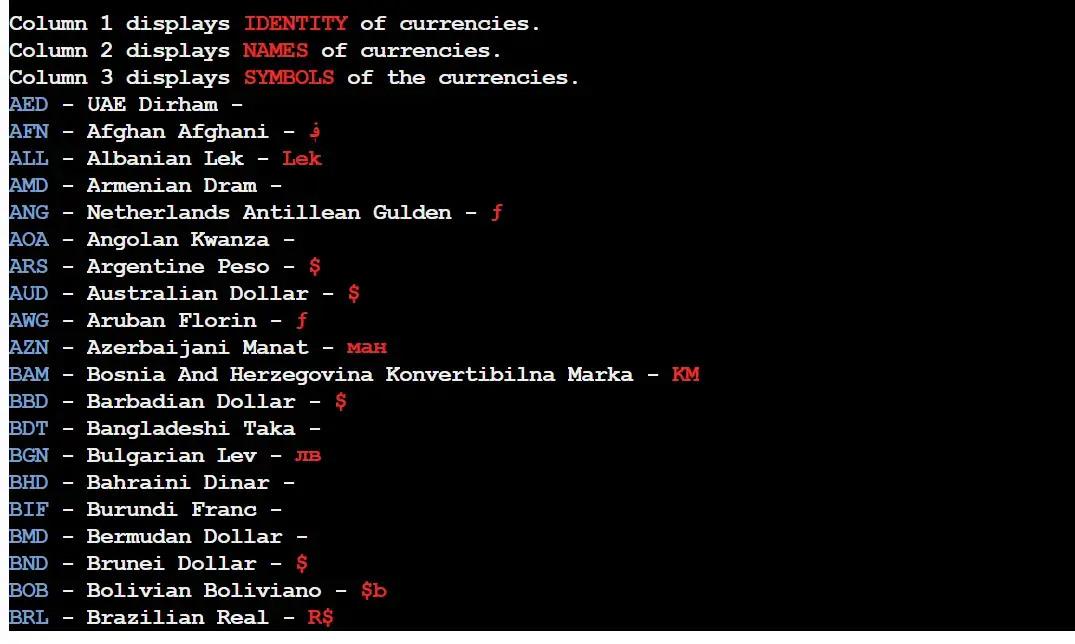 Column 1 displays IDENTITY of currencies.
Column 2 displays NAMES of currencies.
Column 3 displays SYMBOLS of the currencies.
AED - UAE Dirham -
AFN - Afghan Afghani - ؋
ALL - Albanian Lek - Lek
AMD - Armenian Dram -
ANG - Netherlands Antillean Gulden - ƒ
AOA - Angolan Kwanza -
ARS - Argentine Peso - $
AUD - Australian Dollar - $
AWG - Aruban Florin - ƒ
AZN - Azerbaijani Manat - ман
BAM - Bosnia And Herzegovina Konvertibilna Marka - KM
BBD - Barbadian Dollar - $
BDT - Bangladeshi Taka -
BGN - Bulgarian Lev - лв
BHD - Bahraini Dinar -
BIF - Burundi Franc -
BMD - Bermudan Dollar -
BND - Brunei Dollar - $
BOB - Bolivian Boliviano - $b
BRL - Brazilian Real - R$